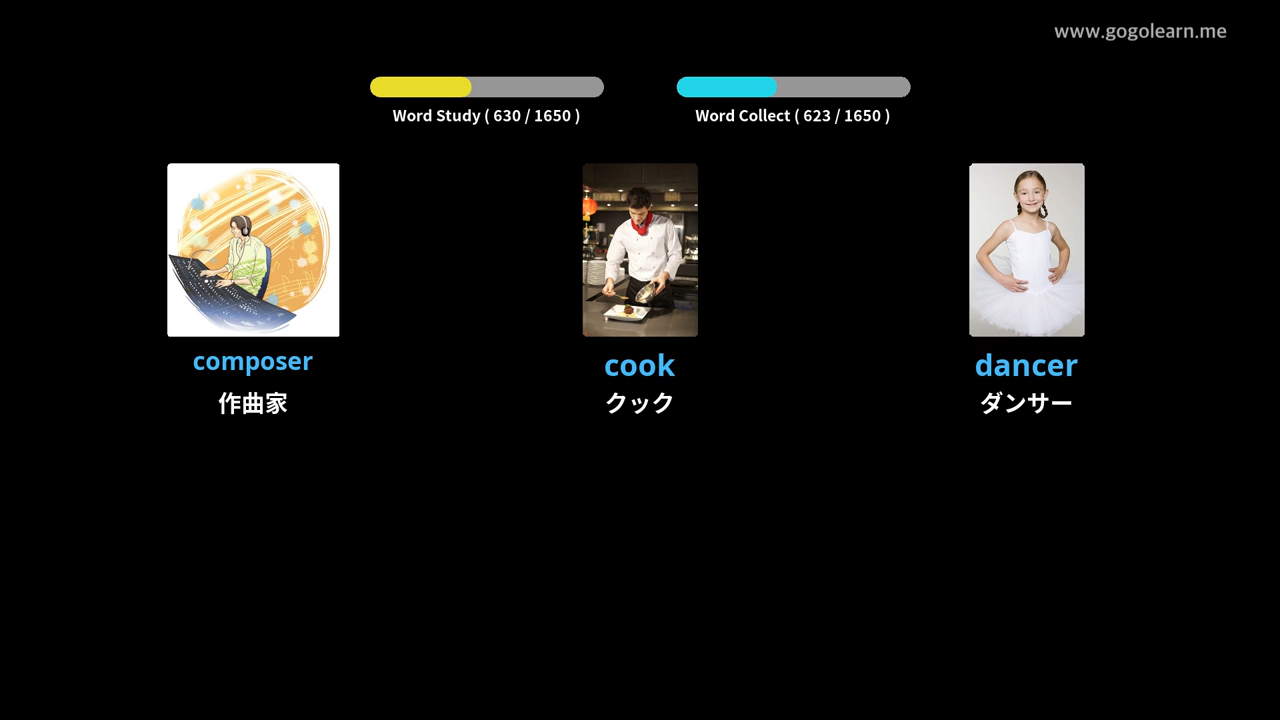 www.gogolearn.me
Word Study ( 630 / 1650 )
Word Collect ( 623 / 1650 )
composer
cook
dancer
作曲家
クック
ダンサー